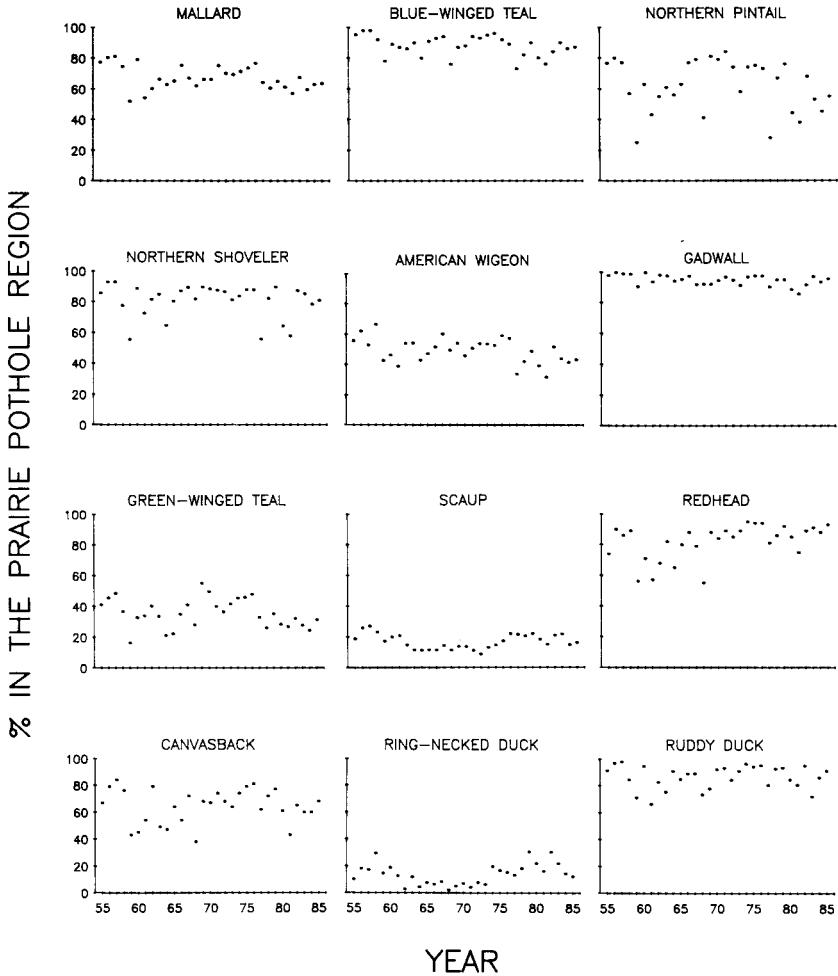 % IN THE PRAIRIE POTHOLE REGION
MALLARD
BLUE-WINGED TEAL
NORTHERN PINTAIL
100
80
60
40
20
0
NORTHERN SHOVELER
AMERICAN WIGEON
GADWALL
100
80
60
40
20
0
GREEN-WINGED TEAL
SCAUP
REDHEAD
100
80
60
40
20
0
CANVASBACK
RING-NECKED DUCK
RUDDY DUCK
100
80
60
40
20
0
55 60 65 70 75 80 85
55 60 65 70 75 80 85
55 60 65 70 75 80 85
YEAR